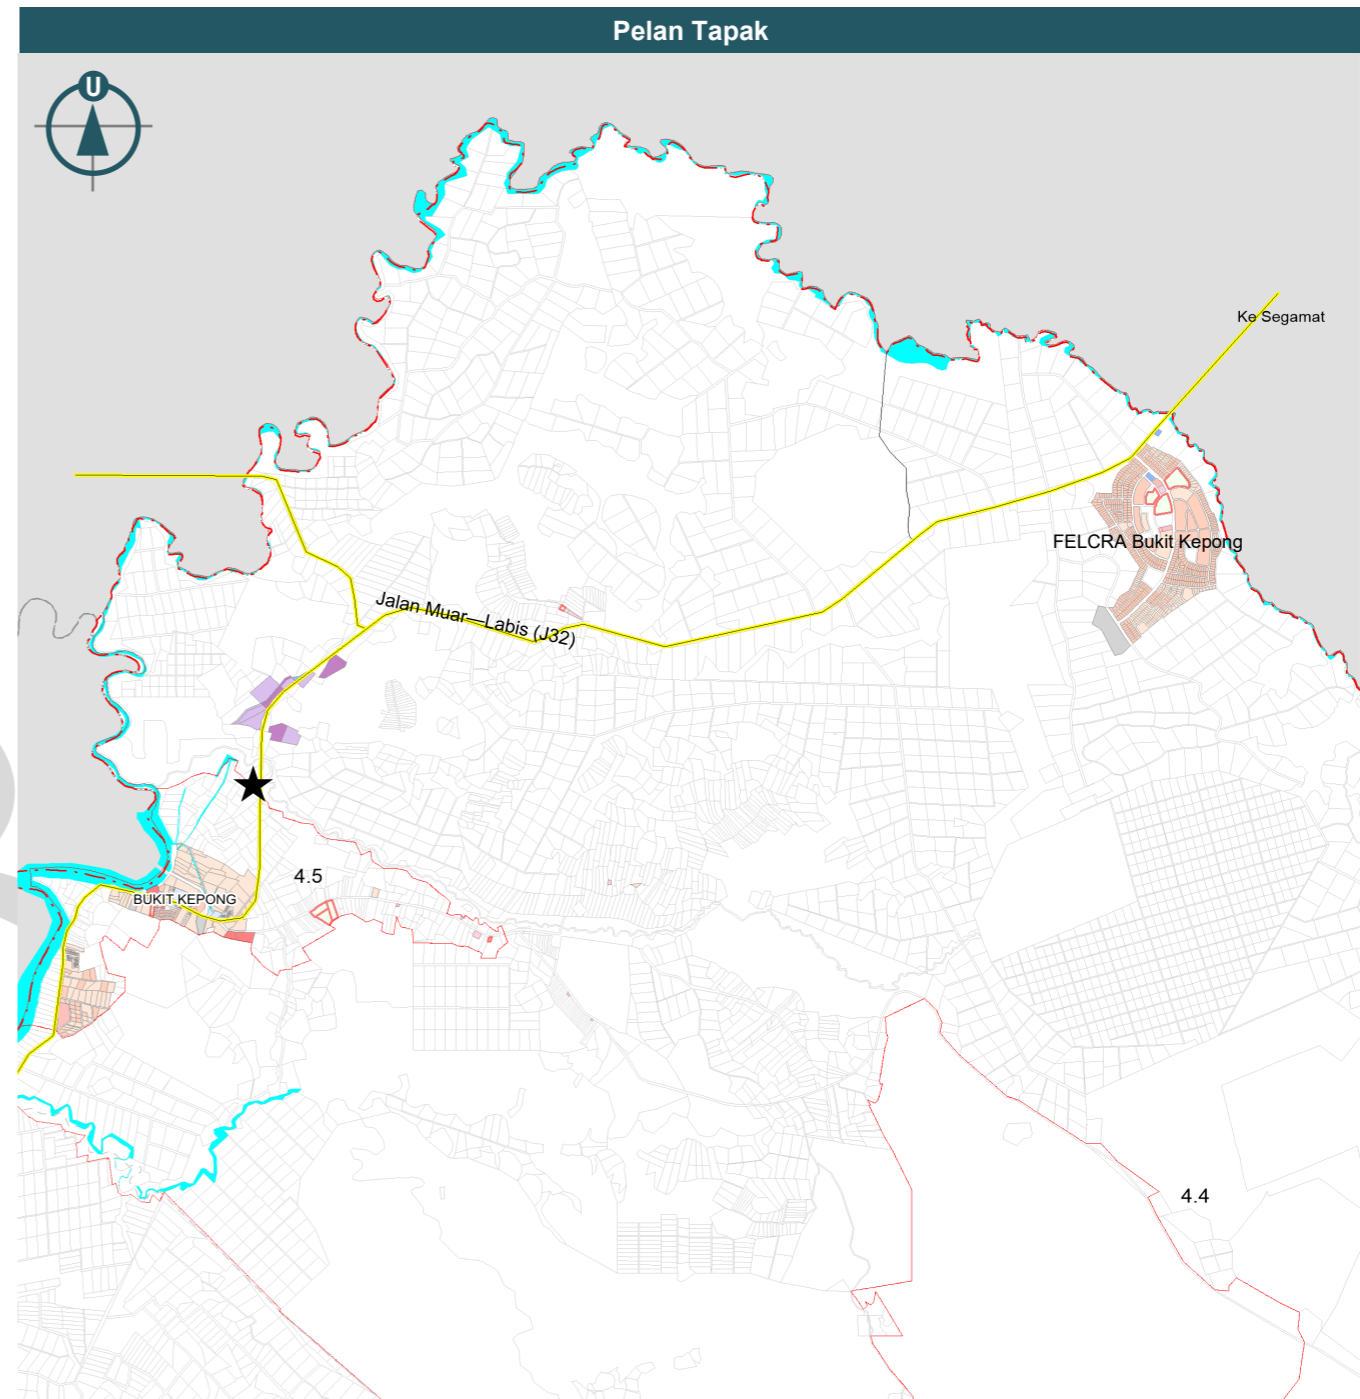 Pelan Tapak
U
Ke Segamat
FELCRA Bukit Kepong
Jalan Muar—Labis (J32)
4.5
BUKIT KEPONG
4.4